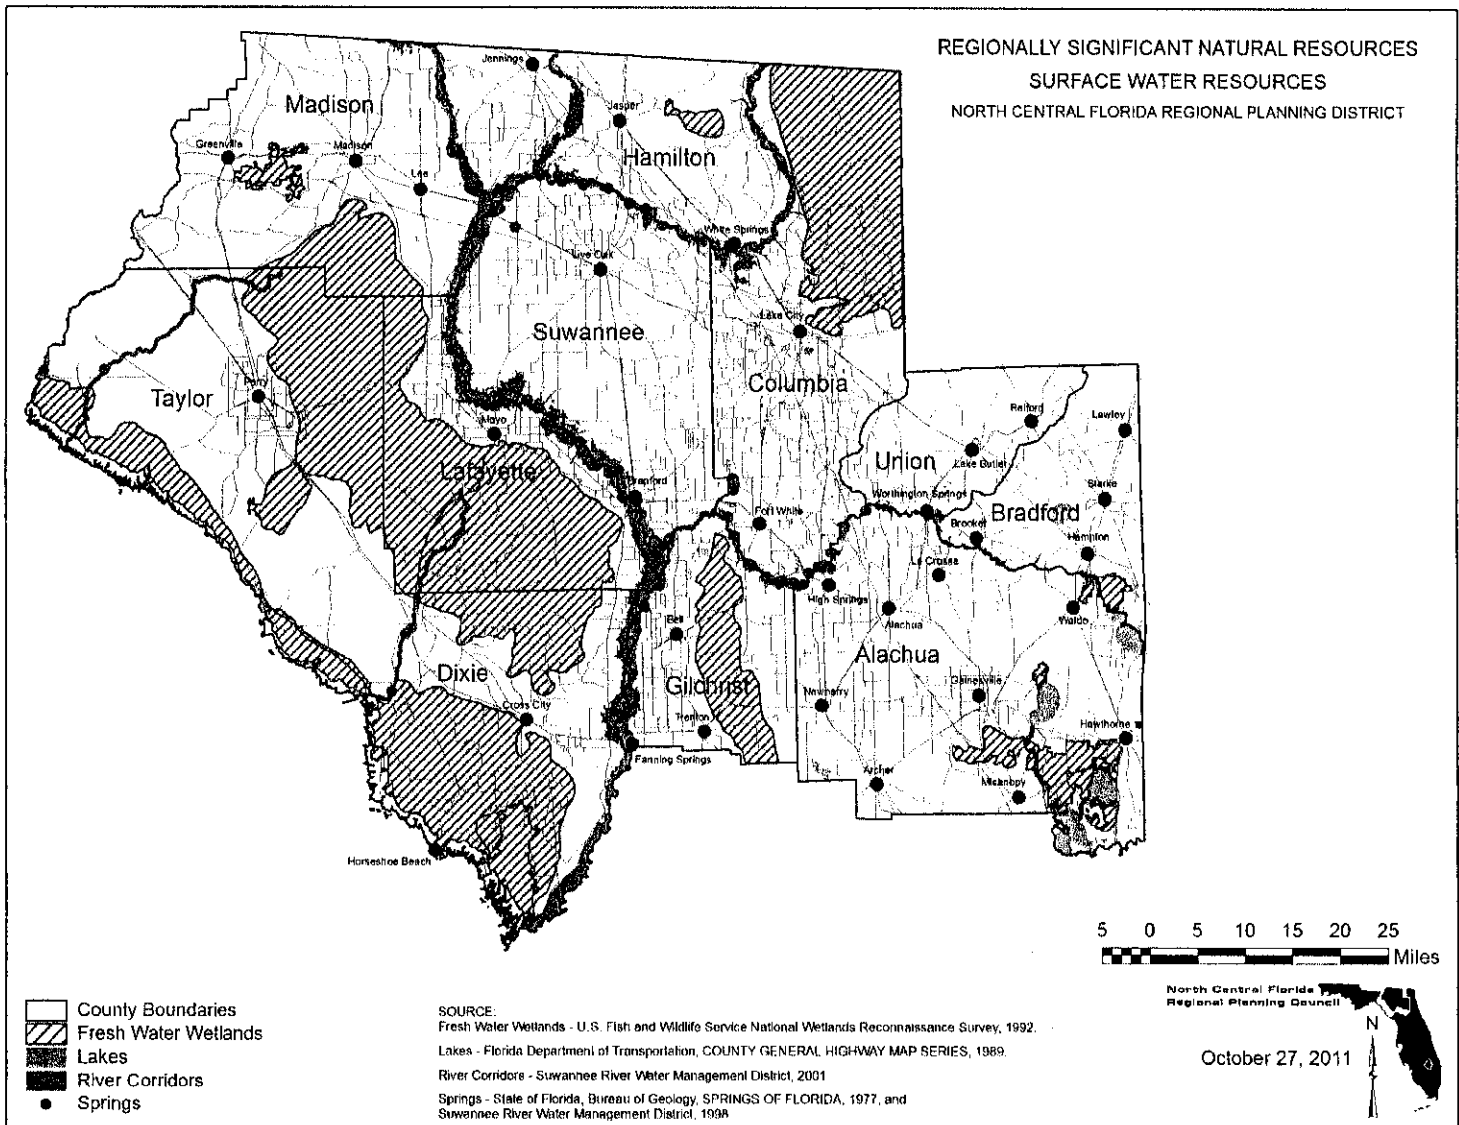 REGIONALLY SIGNIFICANT NATURAL RESOURCES
SURFACE WATER RESOURCES
NORTH CENTRAL FLORIDA REGIONAL PLANNING DISTRICT
Jennings
Madison
Jasper
Greenville
Madison
Hamilton
Lee
White Springs
Live Oak
Lake City
Suwannee
Columbia
Perry
Taylor
Mayo
Raiford
Lawtey
Union
Lake Butler
Lafayette
Branford
Worthington Springs
Starke
Fort White
Bradford
Brooker
Hampton
La Crosse
High Springs
Alachua
Waldo
Bell
Alachua
Dixie
Gilchrist
Gainesville
Newberry
Cross City
Trenton
Hawthorne
Fanning Springs
Archer
Micanopy
Horseshoe Beach
5 0 5 10 15 20 25
Miles
North Central Florida
Regional Planning Council
N
October 27, 2011
County Boundaries
Fresh Water Wetlands
Lakes
River Corridors
Springs
SOURCE:
Fresh Water Wetlands - U.S. Fish and Wildlife Service National Wetlands Reconnaissance Survey, 1992.
Lakes - Florida Department of Transportation, COUNTY GENERAL HIGHWAY MAP SERIES, 1989.
River Corridors - Suwannee River Water Management District, 2001
Springs - State of Florida, Bureau of Geology, SPRINGS OF FLORIDA, 1977, and
Suwannee River Water Management District, 1998